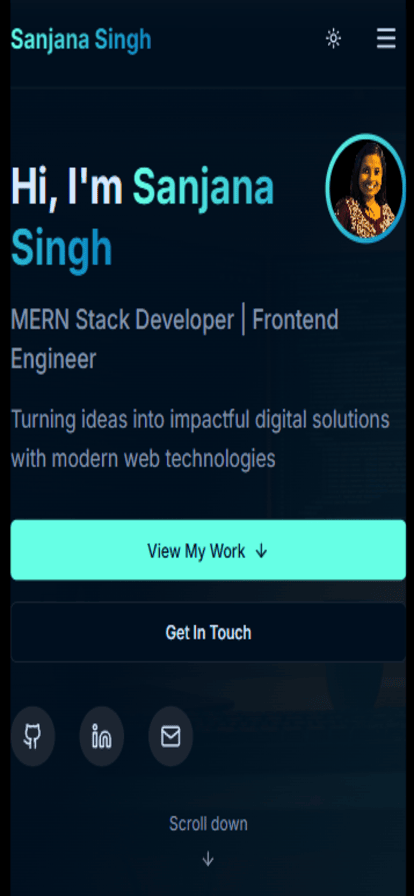 Sanjana Singh
Hi, I'm Sanjana
Singh
MERN Stack Developer | Frontend
Engineer
Turning ideas into impactful digital solutions
with modern web technologies
View My Work ↓
Get In Touch
in
Scroll down
↓